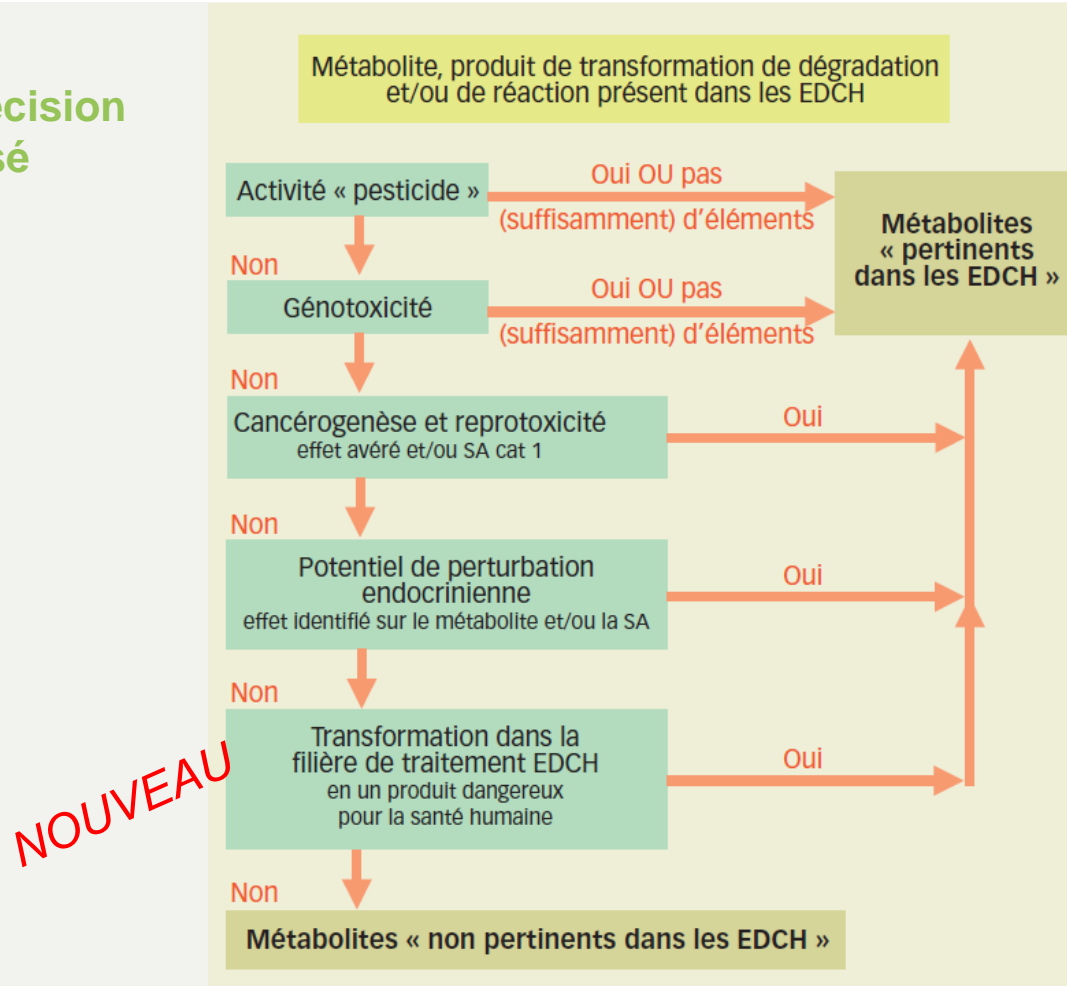 Métabolite, produit de transformation de dégradation
et/ou de réaction présent dans les EDCH
Activité « pesticide »
Oui OU pas
(suffisamment) d’éléments
Métabolites
« pertinents
dans les EDCH »
Non
Génotoxicité
Oui OU pas
(suffisamment) d’éléments
Non
Cancérogenèse et reprotoxicité
effet avéré et/ou SA cat 1
Oui
Non
Potentiel de perturbation
endocrinienne
effet identifié sur le métabolite et/ou la SA
Oui
Non
NOUVEAU
Transformation dans la
filière de traitement EDCH
en un produit dangereux
pour la santé humaine
Oui
Non
Métabolites « non pertinents dans les EDCH »